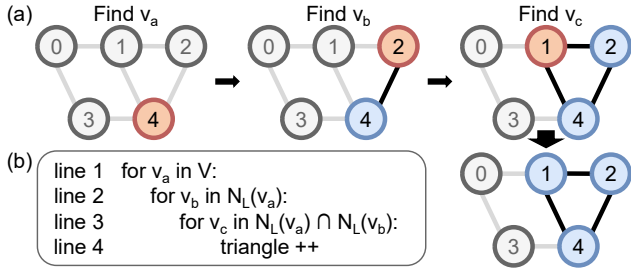 (a) Find v_a Find v_b Find v_c
0 1 2 0 1 2 0 1 2
3 4 3 4 3 4
(b)
line 1 for v_a in V:
line 2 for v_b in N_L(v_a):
line 3 for v_c in N_L(v_a) ∩ N_L(v_b):
line 4 triangle ++
0 1 2
3 4